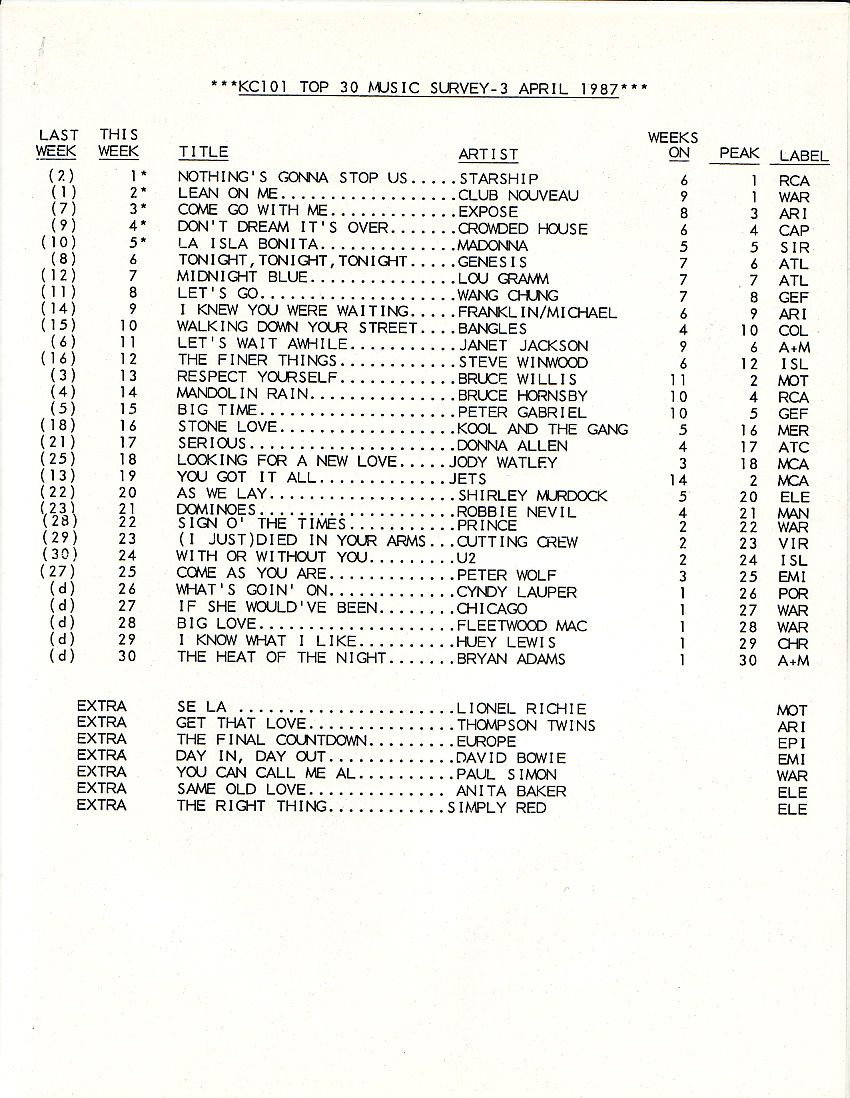 ***KC101 TOP 30 MUSIC SURVEY-3 APRIL 1987***
LAST THIS WEEKS
WEEK WEEK TITLE ARTIST ON PEAK LABEL
(2) 1* NOTHING'S GONNA STOP US.....STARSHIP 6 1 RCA
(1) 2* LEAN ON ME..................CLUB NOUVEAU 9 1 WAR
(7) 3* COME GO WITH ME.............EXPOSE 8 3 ARI
(9) 4* DON'T DREAM IT'S OVER.......CROWDED HOUSE 6 4 CAP
(10) 5* LA ISLA BONITA..............MADONNA 5 5 SIR
(8) 6 TONIGHT,TONIGHT,TONIGHT.....GENESIS 7 6 ATL
(12) 7 MIDNIGHT BLUE...............LOU GRAMM 7 7 ATL
(11) 8 LET'S GO....................WANG CHUNG 7 8 GEF
(14) 9 I KNEW YOU WERE WAITING.....FRANKLIN/MICHAEL 6 9 ARI
(15) 10 WALKING DOWN YOUR STREET....BANGLES 4 10 COL
(6) 11 LET'S WAIT AWHILE...........JANET JACKSON 9 6 A+M
(16) 12 THE FINER THINGS............STEVE WINWOOD 6 12 ISL
(3) 13 RESPECT YOURSELF............BRUCE WILLIS 11 2 MOT
(4) 14 MANDOLIN RAIN...............BRUCE HORNSBY 10 4 RCA
(5) 15 BIG TIME....................PETER GABRIEL 10 5 GEF
(18) 16 STONE LOVE..................KOOL AND THE GANG 5 16 MER
(21) 17 SERIOUS.....................DONNA ALLEN 4 17 ATC
(25) 18 LOOKING FOR A NEW LOVE.....JODY WATLEY 3 18 MCA
(13) 19 YOU GOT IT ALL.............JETS 14 2 MCA
(22) 20 AS WE LAY...................SHIRLEY MURDOCK 5 20 ELE
(23) 21 DOMINOES....................ROBBIE NEVIL 4 21 MAN
(28) 22 SIGN O' THE TIMES...........PRINCE 2 22 WAR
(29) 23 (I JUST)DIED IN YOUR ARMS...CUTTING CREW 2 23 VIR
(30) 24 WITH OR WITHOUT YOU.........U2 2 24 ISL
(27) 25 COME AS YOU ARE.............PETER WOLF 3 25 EMI
(d) 26 WHAT'S GOIN' ON.............CYNDY LAUPER 1 26 POR
(d) 27 IF SHE WOULD'VE BEEN........CHICAGO 1 27 WAR
(d) 28 BIG LOVE....................FLEETWOOD MAC 1 28 WAR
(d) 29 I KNOW WHAT I LIKE..........HUEY LEWIS 1 29 CHR
(d) 30 THE HEAT OF THE NIGHT.......BRYAN ADAMS 1 30 A+M
EXTRA SE LA ......................LIONEL RICHIE MOT
EXTRA GET THAT LOVE...............THOMPSON TWINS ARI
EXTRA THE FINAL COUNTDOWN.........EUROPE EPI
EXTRA DAY IN, DAY OUT.............DAVID BOWIE EMI
EXTRA YOU CAN CALL ME AL..........PAUL SIMON WAR
EXTRA SAME OLD LOVE.............. ANITA BAKER ELE
EXTRA THE RIGHT THING............SIMPLY RED ELE